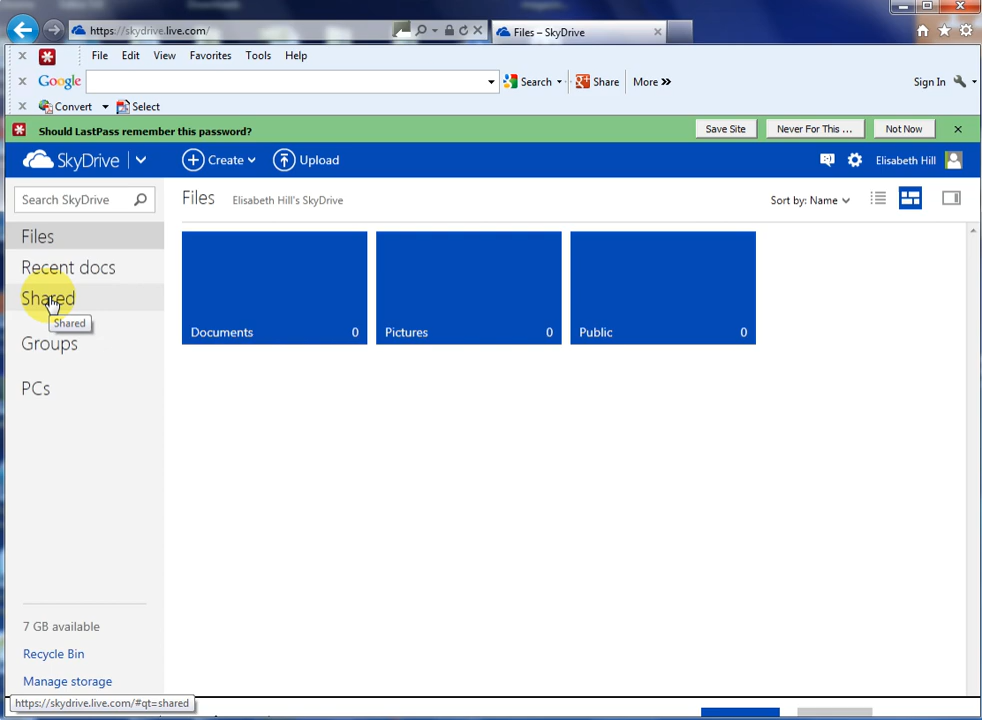 https://skydrive.live.com/
Files – SkyDrive
File Edit View Favorites Tools Help
Google Search Share More » Sign In
Convert Select
Should LastPass remember this password? Save Site Never For This ... Not Now
SkyDrive Create Upload Elisabeth Hill
Search SkyDrive
Files Elisabeth Hill's SkyDrive Sort by: Name
Files
Recent docs
Shared
Shared
Groups
PCs
Documents 0 Pictures 0 Public 0
7 GB available
Recycle Bin
Manage storage
https://skydrive.live.com/#qt=shared